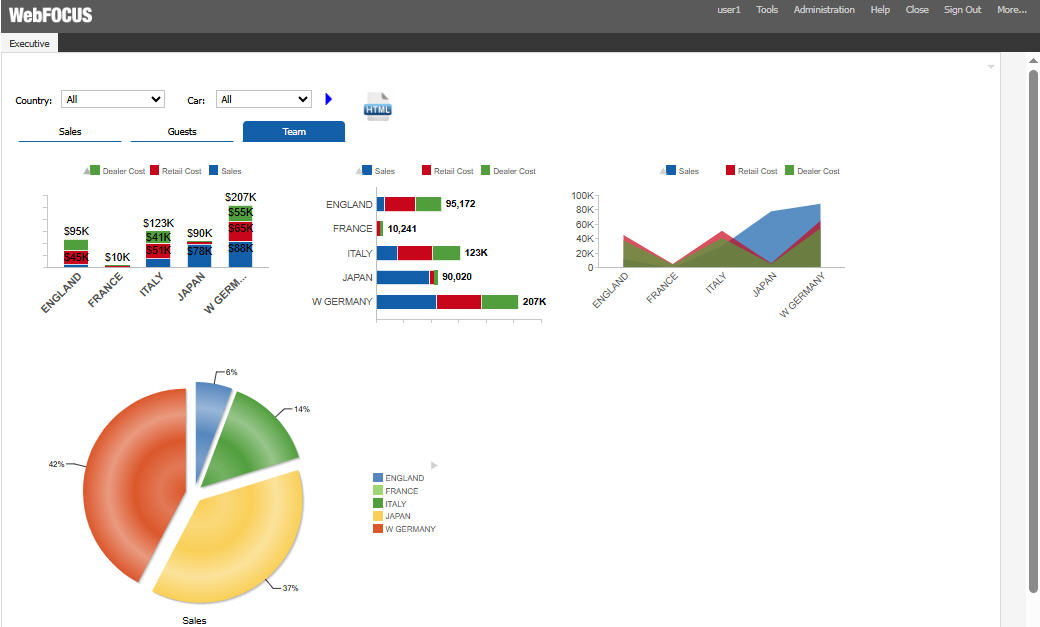 WebFOCUS
user1 Tools Administration Help Close Sign Out More...
Executive
Country: All Car: All
HTML
Sales Guests Team
Dealer Cost Retail Cost Sales
$207K
$123K $55K
$95K $90K
$41K $65K
$46K $10K $51K $78K $88K
ENGLAND FRANCE ITALY JAPAN W GERM...
Sales Retail Cost Dealer Cost
ENGLAND 95,172
FRANCE 10,241
ITALY 123K
JAPAN 90,020
W GERMANY 207K
Sales Retail Cost Dealer Cost
100K
80K
60K
40K
20K
0
ENGLAND FRANCE ITALY JAPAN W GERMANY
6%
14%
42%
37%
Sales
ENGLAND
FRANCE
ITALY
JAPAN
W GERMANY